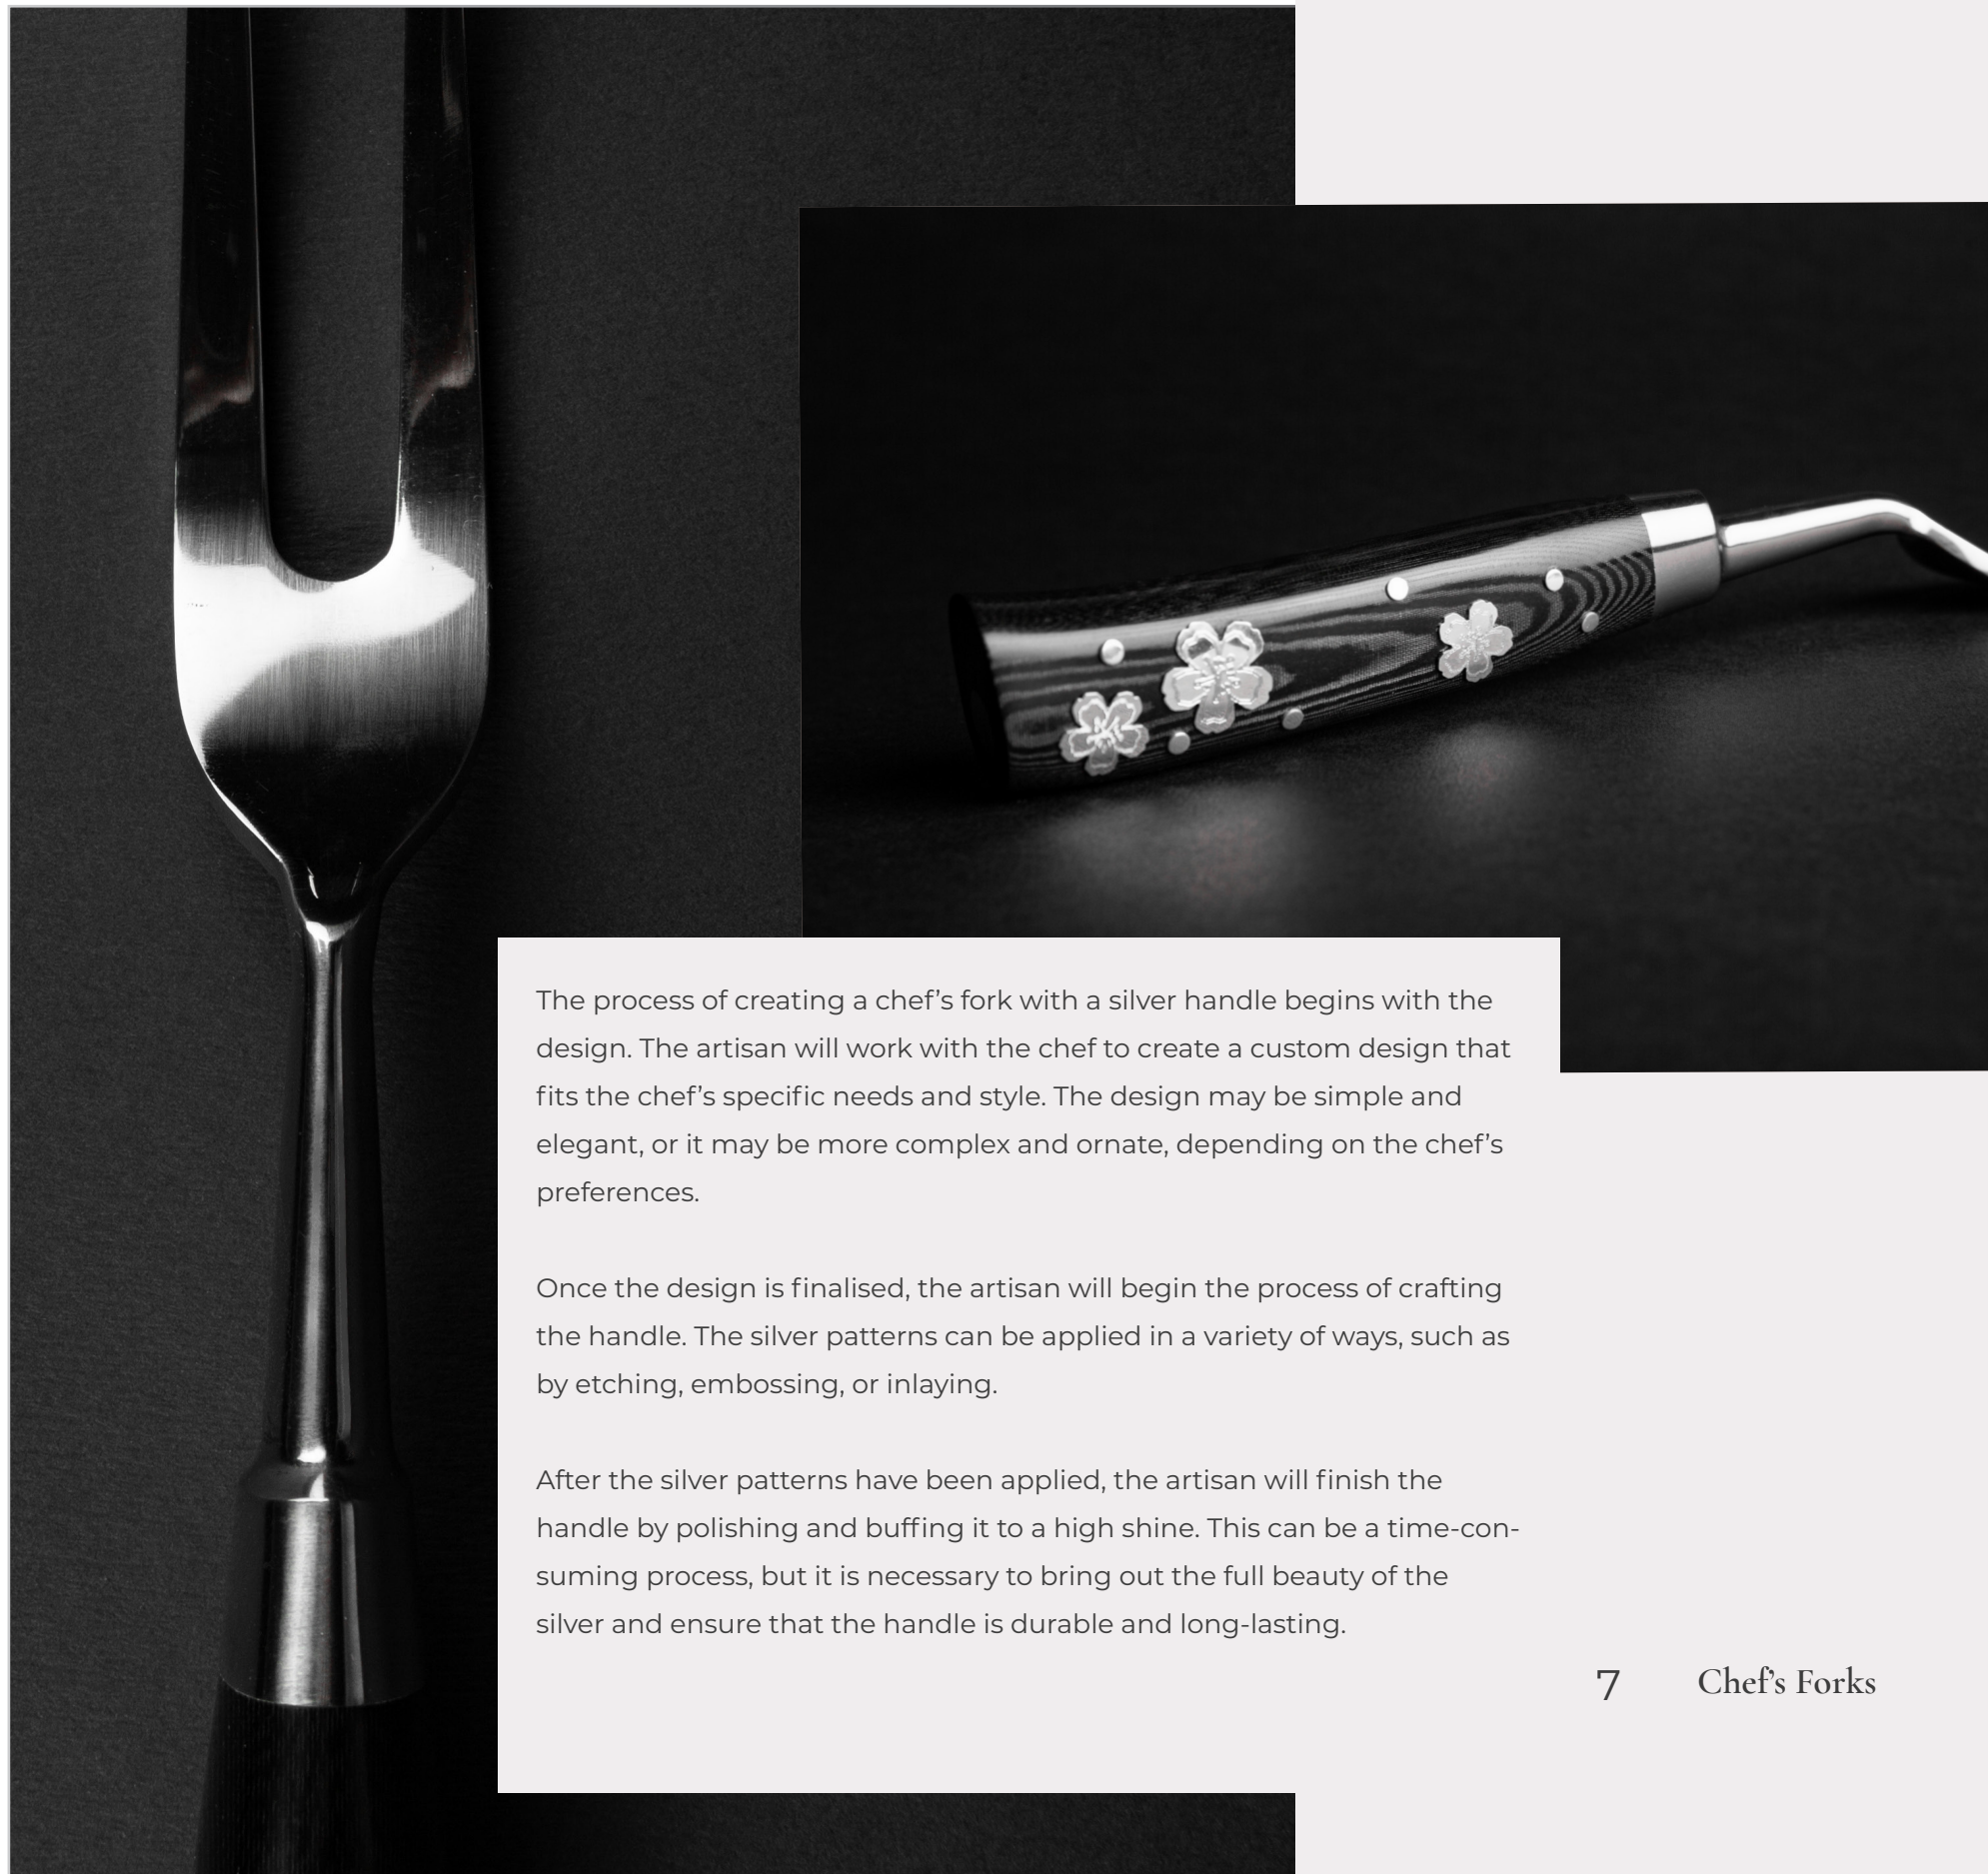 The process of creating a chef’s fork with a silver handle begins with the
design. The artisan will work with the chef to create a custom design that
fits the chef’s specific needs and style. The design may be simple and
elegant, or it may be more complex and ornate, depending on the chef’s
preferences.
Once the design is finalised, the artisan will begin the process of crafting
the handle. The silver patterns can be applied in a variety of ways, such as
by etching, embossing, or inlaying.
After the silver patterns have been applied, the artisan will finish the
handle by polishing and buffing it to a high shine. This can be a time-con-
suming process, but it is necessary to bring out the full beauty of the
silver and ensure that the handle is durable and long-lasting.
7 Chef’s Forks